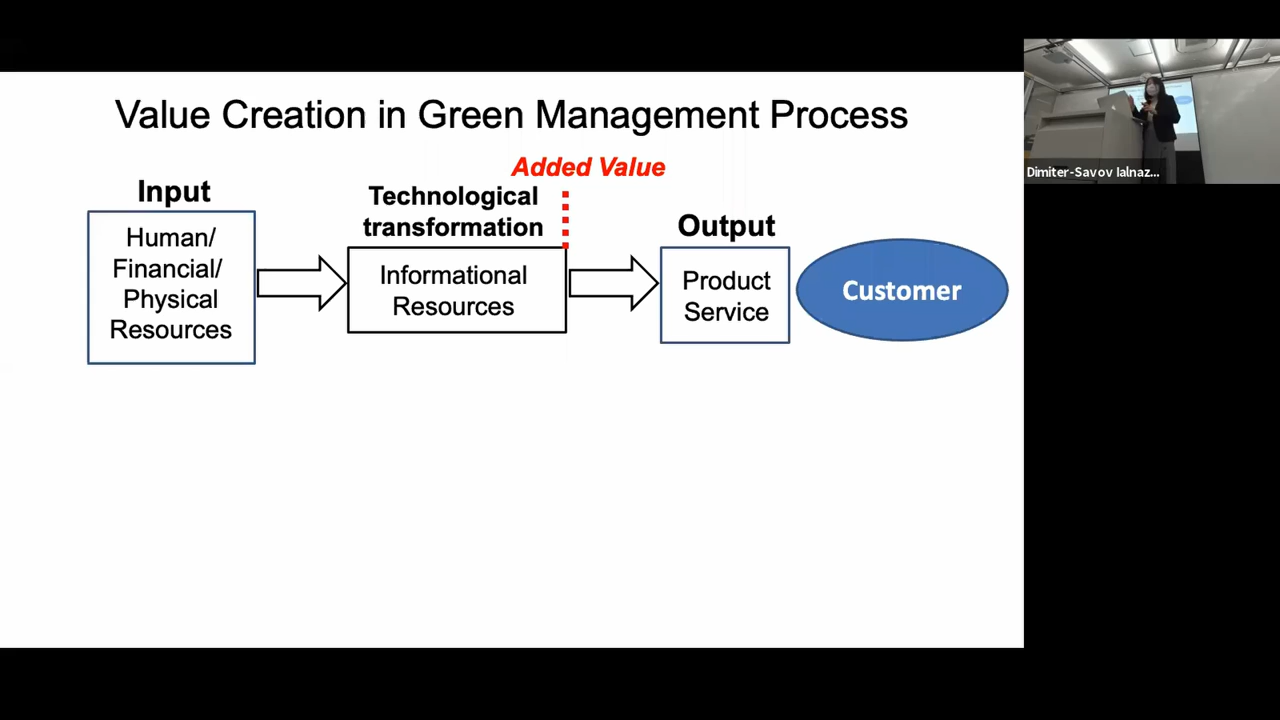 Value Creation in Green Management Process
Added Value
Input
Technological
transformation
Output
Human/
Financial/
Physical
Resources
Informational
Resources
Product
Service
Customer
Dimiter-Savov Ialnaz...